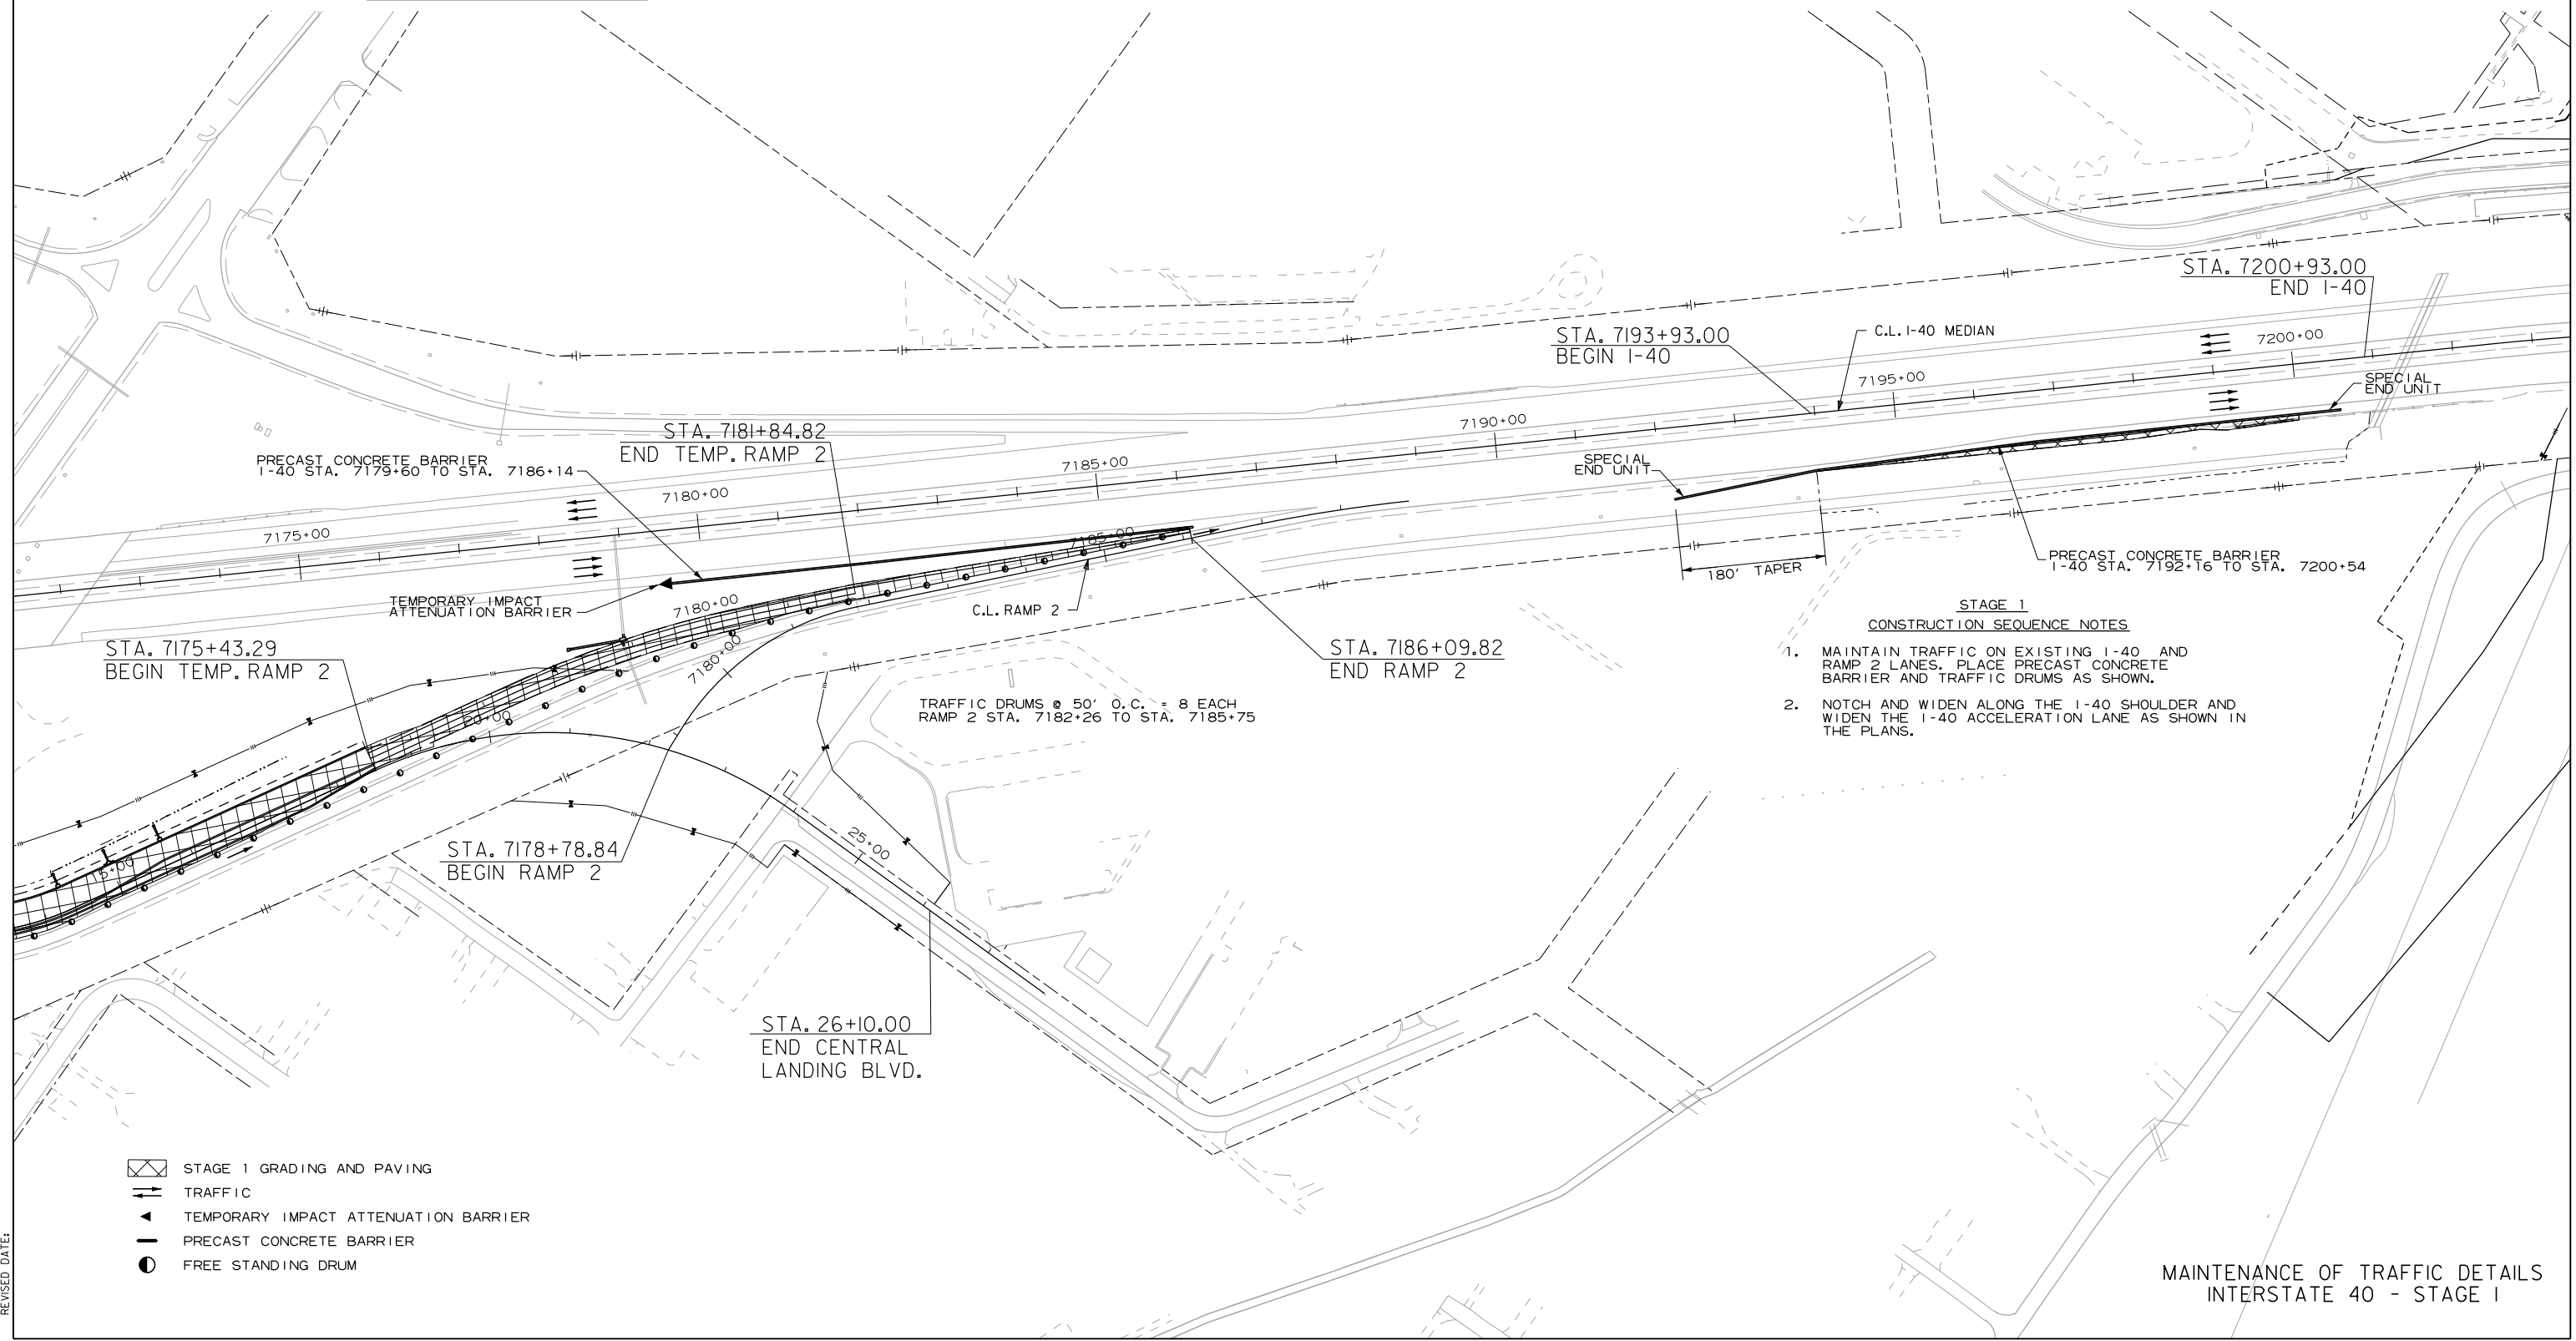 STA. 7200+93.00
END I-40
STA. 7193+93.00
BEGIN I-40
C.L. I-40 MEDIAN
7200+00
7195+00
SPECIAL
END UNIT
7190+00
STA. 7181+84.82
END TEMP. RAMP 2
PRECAST CONCRETE BARRIER
I-40 STA. 7179+60 TO STA. 7186+14
7185+00
SPECIAL
END UNIT
7180+00
7175+00
7185+00
180' TAPER
PRECAST CONCRETE BARRIER
I-40 STA. 7192+16 TO STA. 7200+54
TEMPORARY IMPACT
ATTENUATION BARRIER
7180+00
C.L. RAMP 2
STA. 7175+43.29
BEGIN TEMP. RAMP 2
7180+00
STA. 7186+09.82
END RAMP 2
STAGE 1
CONSTRUCTION SEQUENCE NOTES
1. MAINTAIN TRAFFIC ON EXISTING I-40 AND
RAMP 2 LANES. PLACE PRECAST CONCRETE
BARRIER AND TRAFFIC DRUMS AS SHOWN.
2. NOTCH AND WIDEN ALONG THE I-40 SHOULDER AND
WIDEN THE I-40 ACCELERATION LANE AS SHOWN IN
THE PLANS.
TRAFFIC DRUMS @ 50' O.C. = 8 EACH
RAMP 2 STA. 7182+26 TO STA. 7185+75
20+00
25+00
STA. 7178+78.84
BEGIN RAMP 2
15+00
STA. 26+10.00
END CENTRAL
LANDING BLVD.
STAGE 1 GRADING AND PAVING
TRAFFIC
TEMPORARY IMPACT ATTENUATION BARRIER
PRECAST CONCRETE BARRIER
FREE STANDING DRUM
REVISED DATE:
MAINTENANCE OF TRAFFIC DETAILS
INTERSTATE 40 - STAGE 1